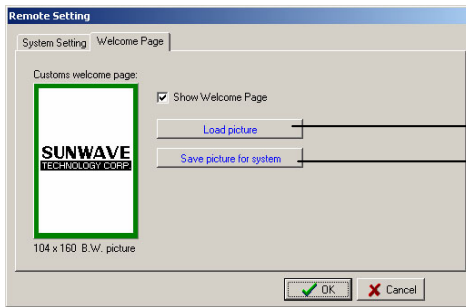 Remote Setting
System Setting Welcome Page
Customs welcome page:
Show Welcome Page
Load picture
SUNWAVE
TECHNOLOGY CORP.
Save picture for system
104 x 160 B.W. picture
OK Cancel